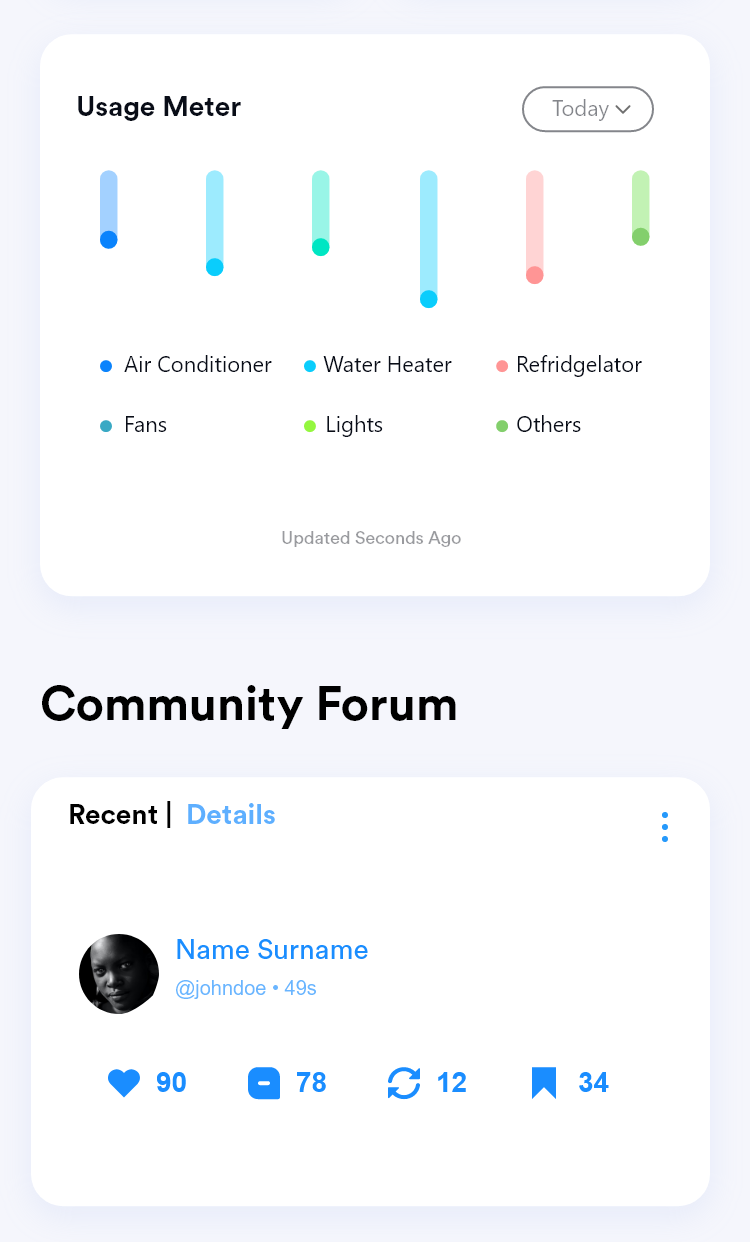 Usage Meter
Today
Air Conditioner
Water Heater
Refridgelator
Fans
Lights
Others
Updated Seconds Ago
Community Forum
Recent | Details
Name Surname
@johndoe • 49s
90
78
12
34